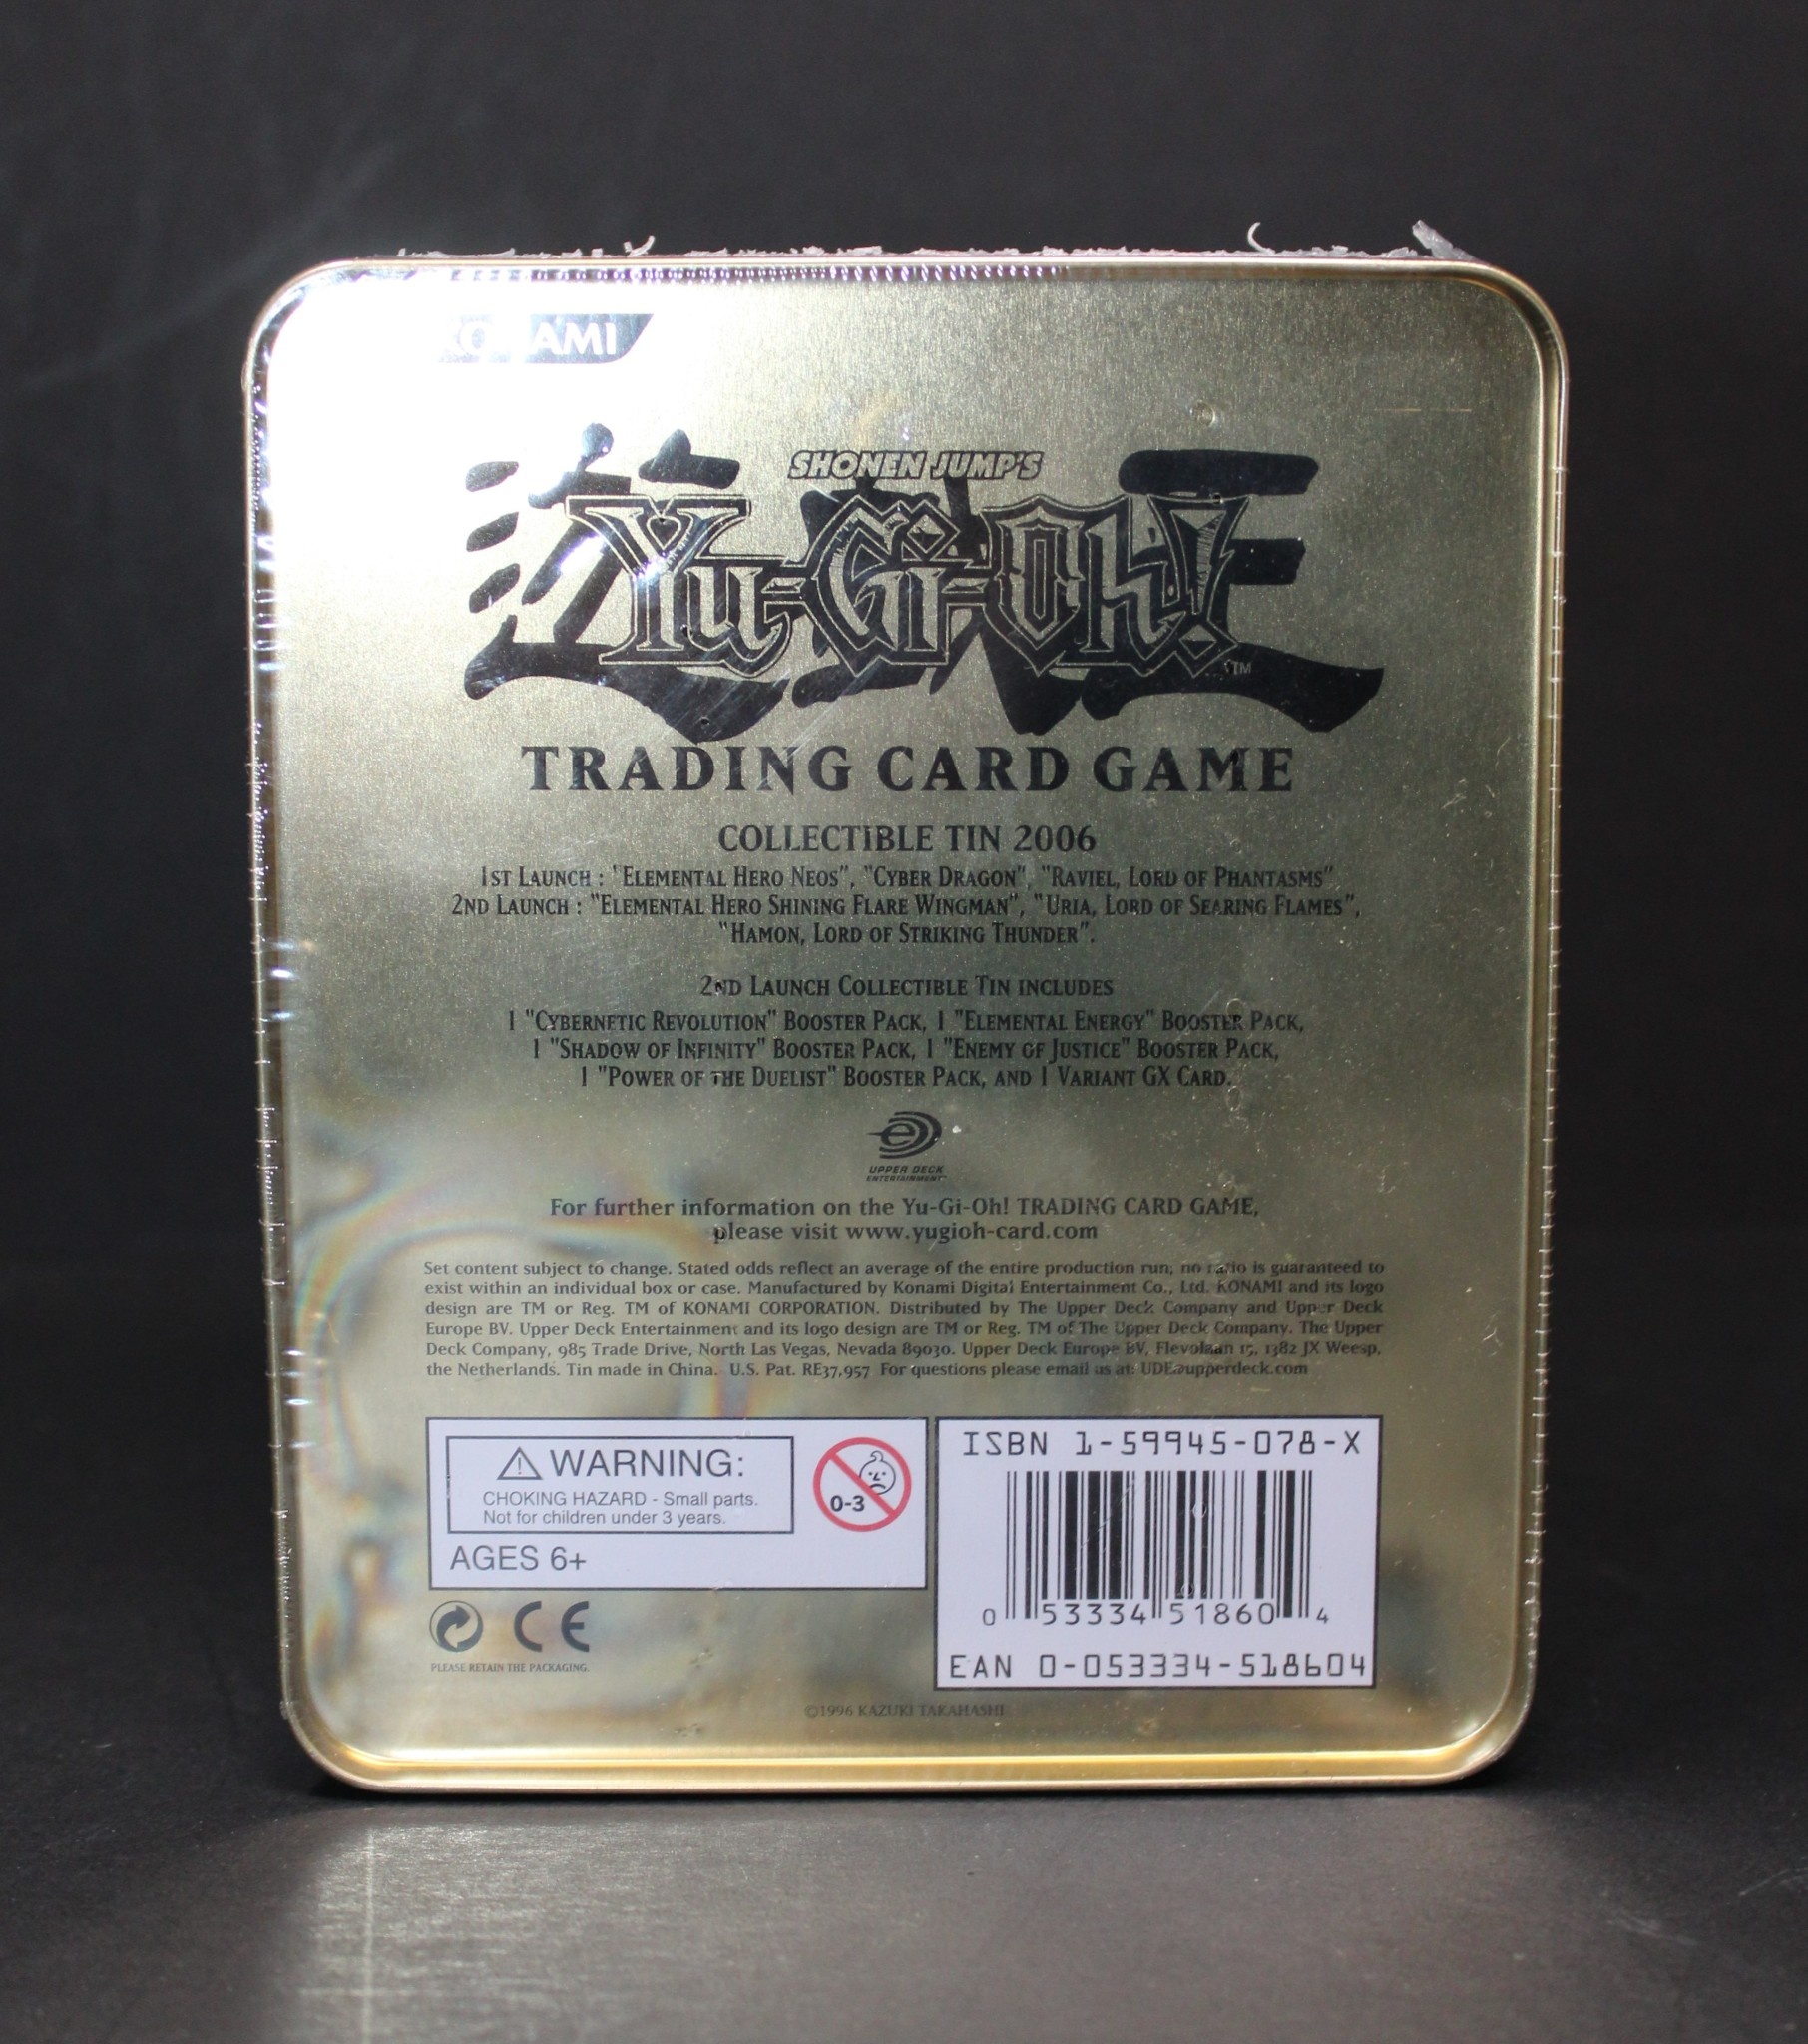 KONAMI
SHONEN JUMP'S
遊戯王
Yu-Gi-Oh!
TM
TRADING CARD GAME
COLLECTIBLE TIN 2006
1ST LAUNCH : "ELEMENTAL HERO NEOS", "CYBER DRAGON", "RAVIEL, LORD OF PHANTASMS"
2ND LAUNCH : "ELEMENTAL HERO SHINING FLARE WINGMAN", "URIA, LORD OF SEARING FLAMES",
"HAMON, LORD OF STRIKING THUNDER".
2ND LAUNCH COLLECTIBLE TIN INCLUDES
1 "CYBERNETIC REVOLUTION" BOOSTER PACK, 1 "ELEMENTAL ENERGY" BOOSTER PACK,
1 "SHADOW OF INFINITY" BOOSTER PACK, 1 "ENEMY OF JUSTICE" BOOSTER PACK,
1 "POWER OF THE DUELIST" BOOSTER PACK, AND 1 VARIANT GX CARD.
UPPER DECK
ENTERTAINMENT
For further information on the Yu-Gi-Oh! TRADING CARD GAME,
please visit www.yugioh-card.com
Set content subject to change. Stated odds reflect an average of the entire production run; no ratio is guaranteed to
exist within an individual box or case. Manufactured by Konami Digital Entertainment Co., Ltd. KONAMI and its logo
design are TM or Reg. TM of KONAMI CORPORATION. Distributed by The Upper Deck Company and Upper Deck
Europe BV. Upper Deck Entertainment and its logo design are TM or Reg. TM of The Upper Deck Company. The Upper
Deck Company, 985 Trade Drive, North Las Vegas, Nevada 89030. Upper Deck Europe BV, Flevolaan 15, 1382 JX Weesp,
the Netherlands. Tin made in China. U.S. Pat. RE37,957 For questions please email us at: UDE@upperdeck.com
WARNING:
CHOKING HAZARD - Small parts.
Not for children under 3 years.
0-3
AGES 6+
CE
PLEASE RETAIN THE PACKAGING.
ISBN 1-59945-078-X
0 53334 51860 4
EAN 0-053334-518604
©1996 KAZUKI TAKAHASHI